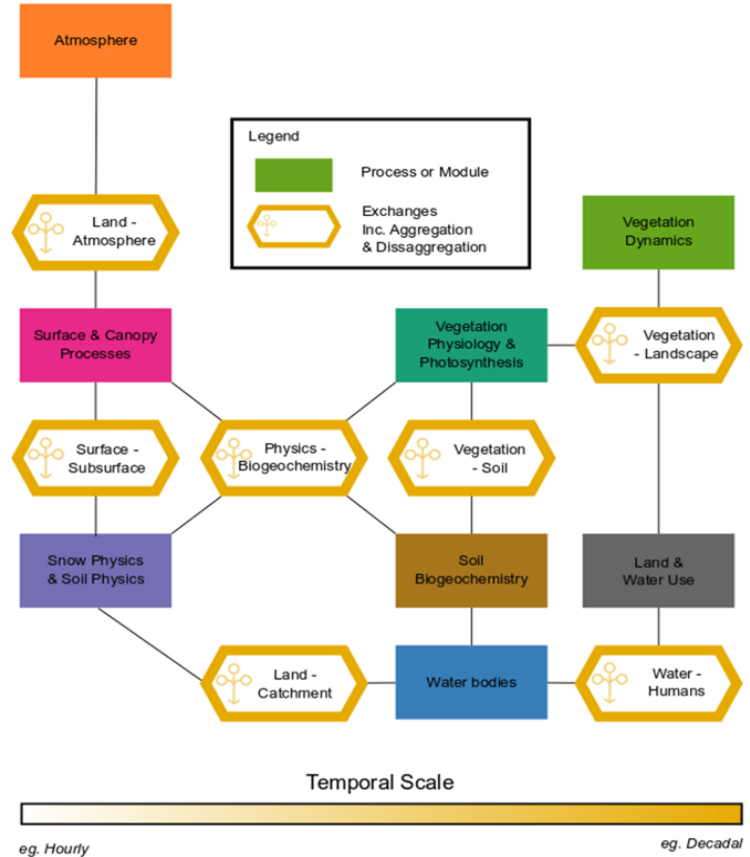 Atmosphere
Legend
Process or Module
Exchanges
Inc. Aggregation
& Dissaggregation
Land -
Atmosphere
Vegetation
Dynamics
Surface & Canopy
Processes
Vegetation
Physiology &
Photosynthesis
Vegetation
- Landscape
Surface -
Subsurface
Physics -
Biogeochemistry
Vegetation
- Soil
Snow Physics
& Soil Physics
Soil
Biogeochemistry
Land &
Water Use
Land -
Catchment
Water bodies
Water -
Humans
Temporal Scale
eg. Hourly
eg. Decadal